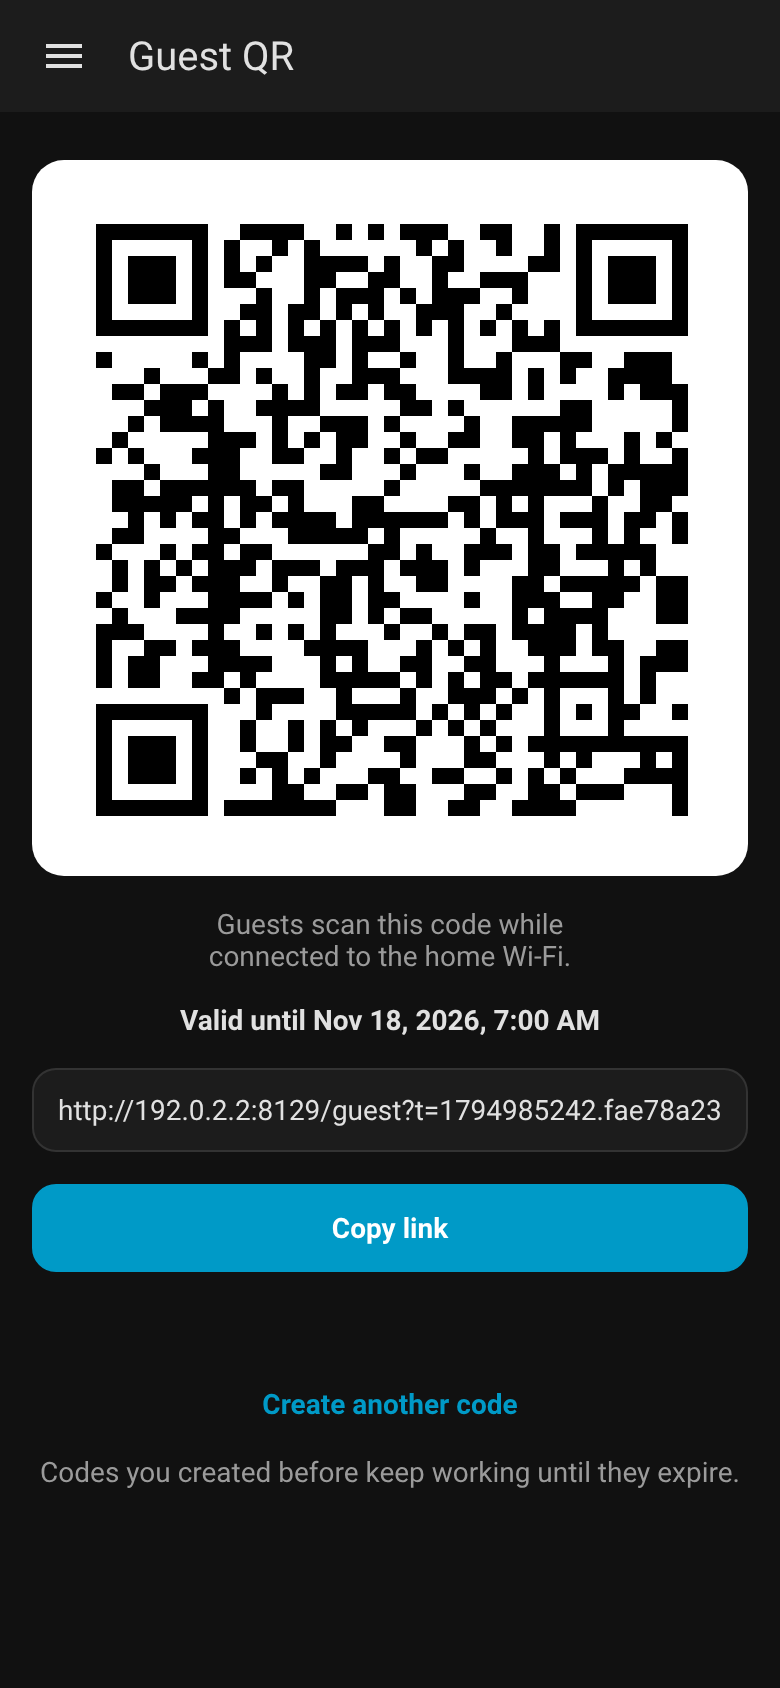 Guest QR
Guests scan this code while
connected to the home Wi-Fi.
Valid until Nov 18, 2026, 7:00 AM
http://192.0.2.2:8129/guest?t=1794985242.fae78a23
Copy link
Create another code
Codes you created before keep working until they expire.